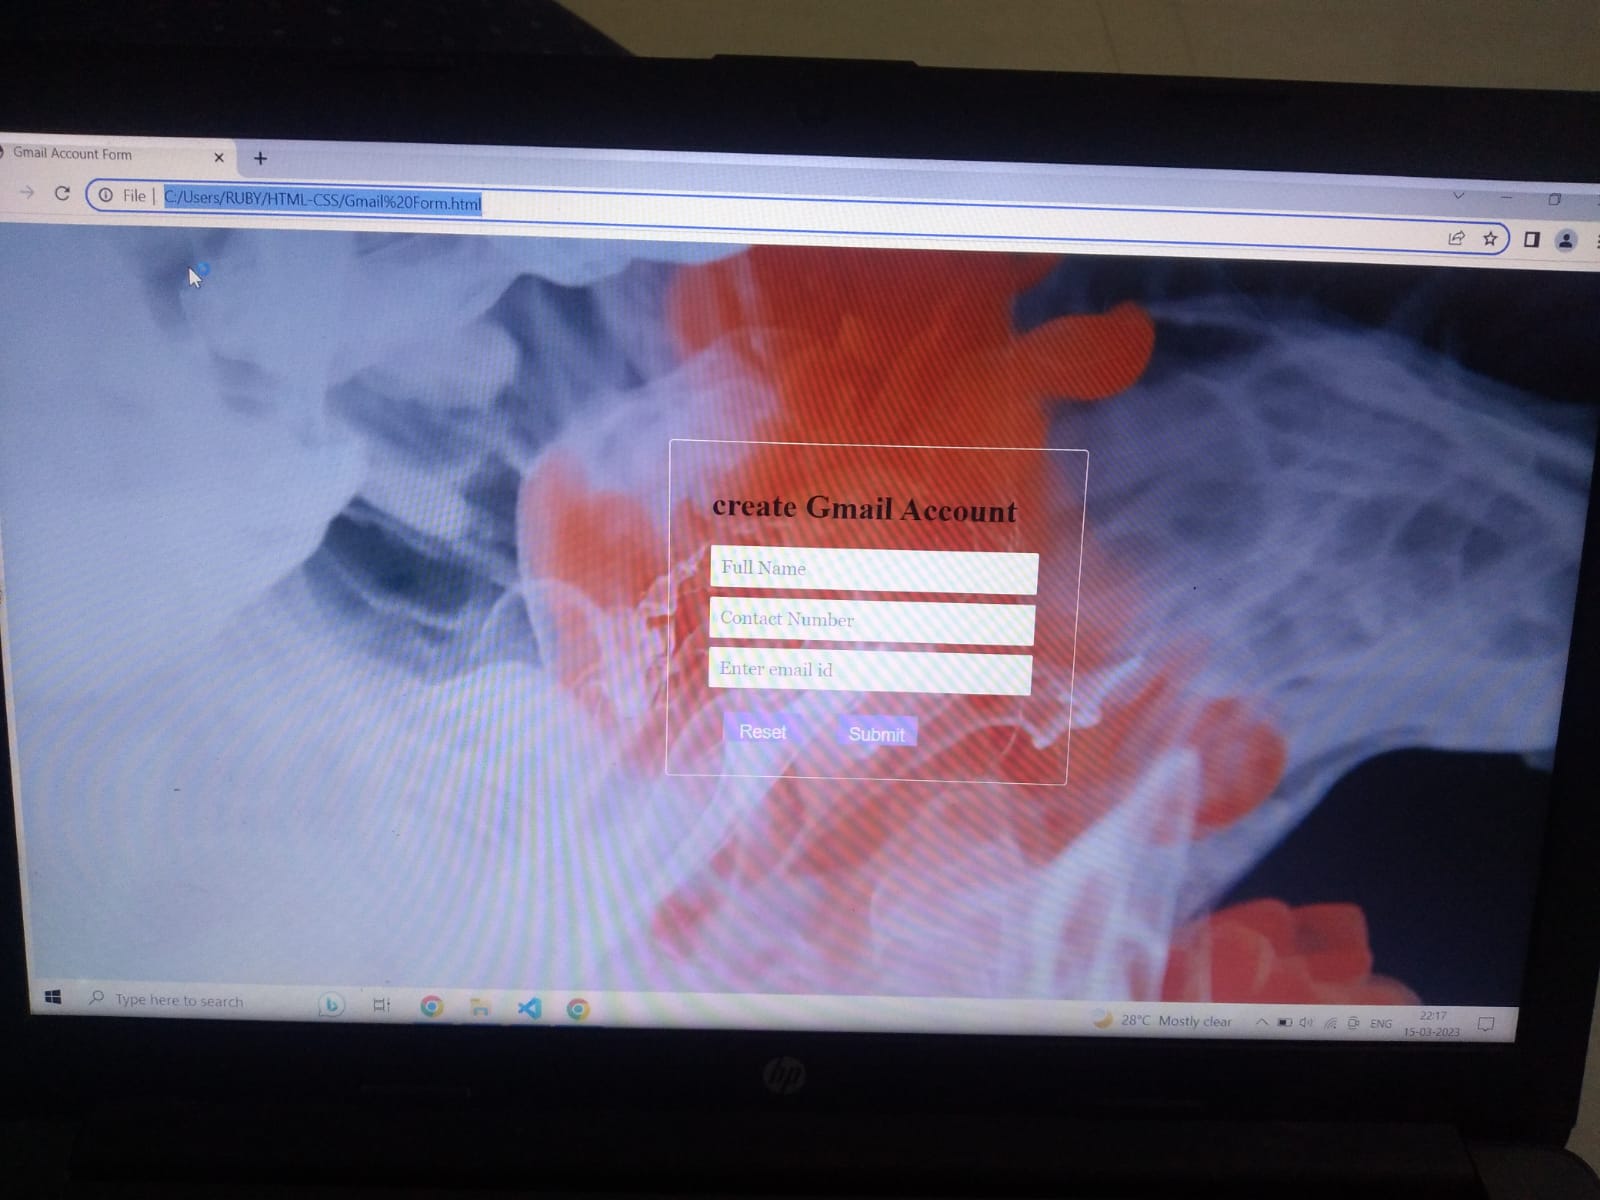 Gmail Account Form
File | C:/Users/RUBY/HTML-CSS/Gmail%20Form.html
create Gmail Account
Full Name
Contact Number
Enter email id
Reset Submit
Type here to search
28°C Mostly clear ENG 22:17
15-03-2023
hp